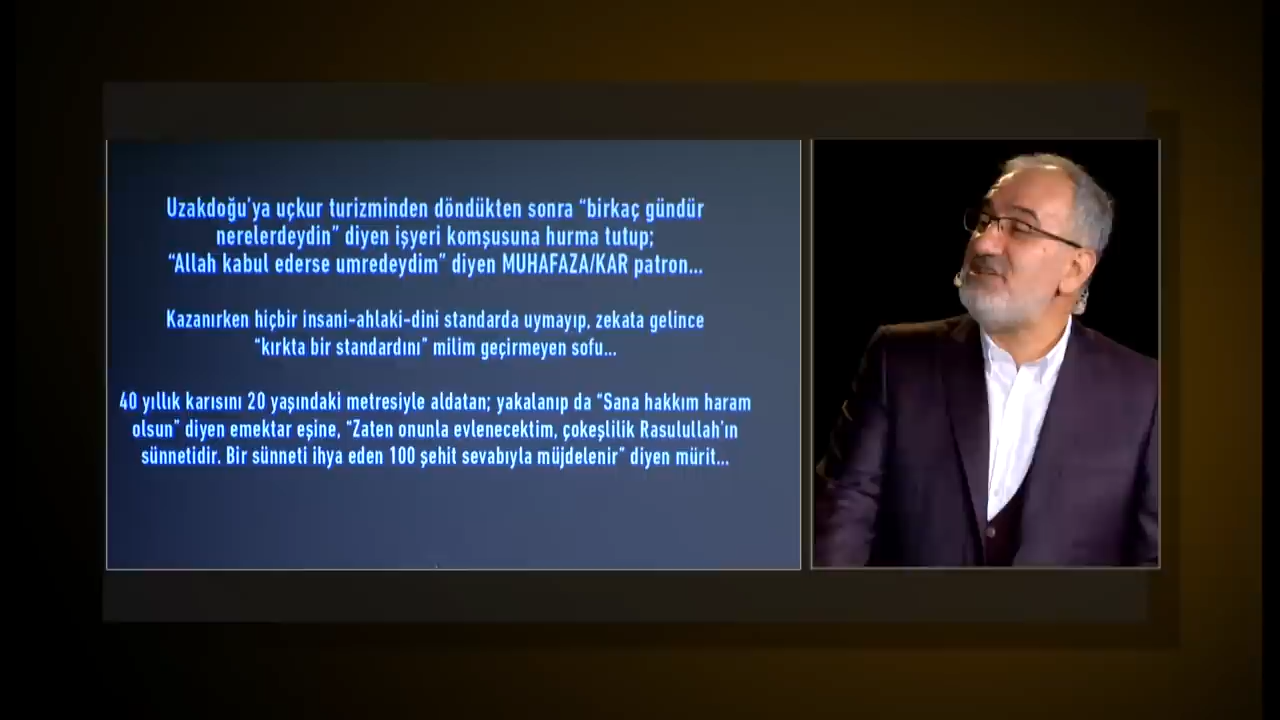 Uzakdoğu'ya uçkur turizminden döndükten sonra "birkaç gündür
nerelerdeydin" diyen işyeri komşusuna hurma tutup;
"Allah kabul ederse umredeydim" diyen MUHAFAZA/KAR patron...
Kazanırken hiçbir insani-ahlaki-dini standarda uymayıp, zekata gelince
"kırkta bir standardını" milim geçirmeyen sofu...
40 yıllık karısını 20 yaşındaki metresiyle aldatan; yakalanıp da "Sana hakkım haram
olsun" diyen emektar eşine, "Zaten onunla evlenecektim, çokeşlilik Rasulullah'ın
sünnetidir. Bir sünneti ihya eden 100 şehit sevabıyla müjdelenir" diyen mürit...